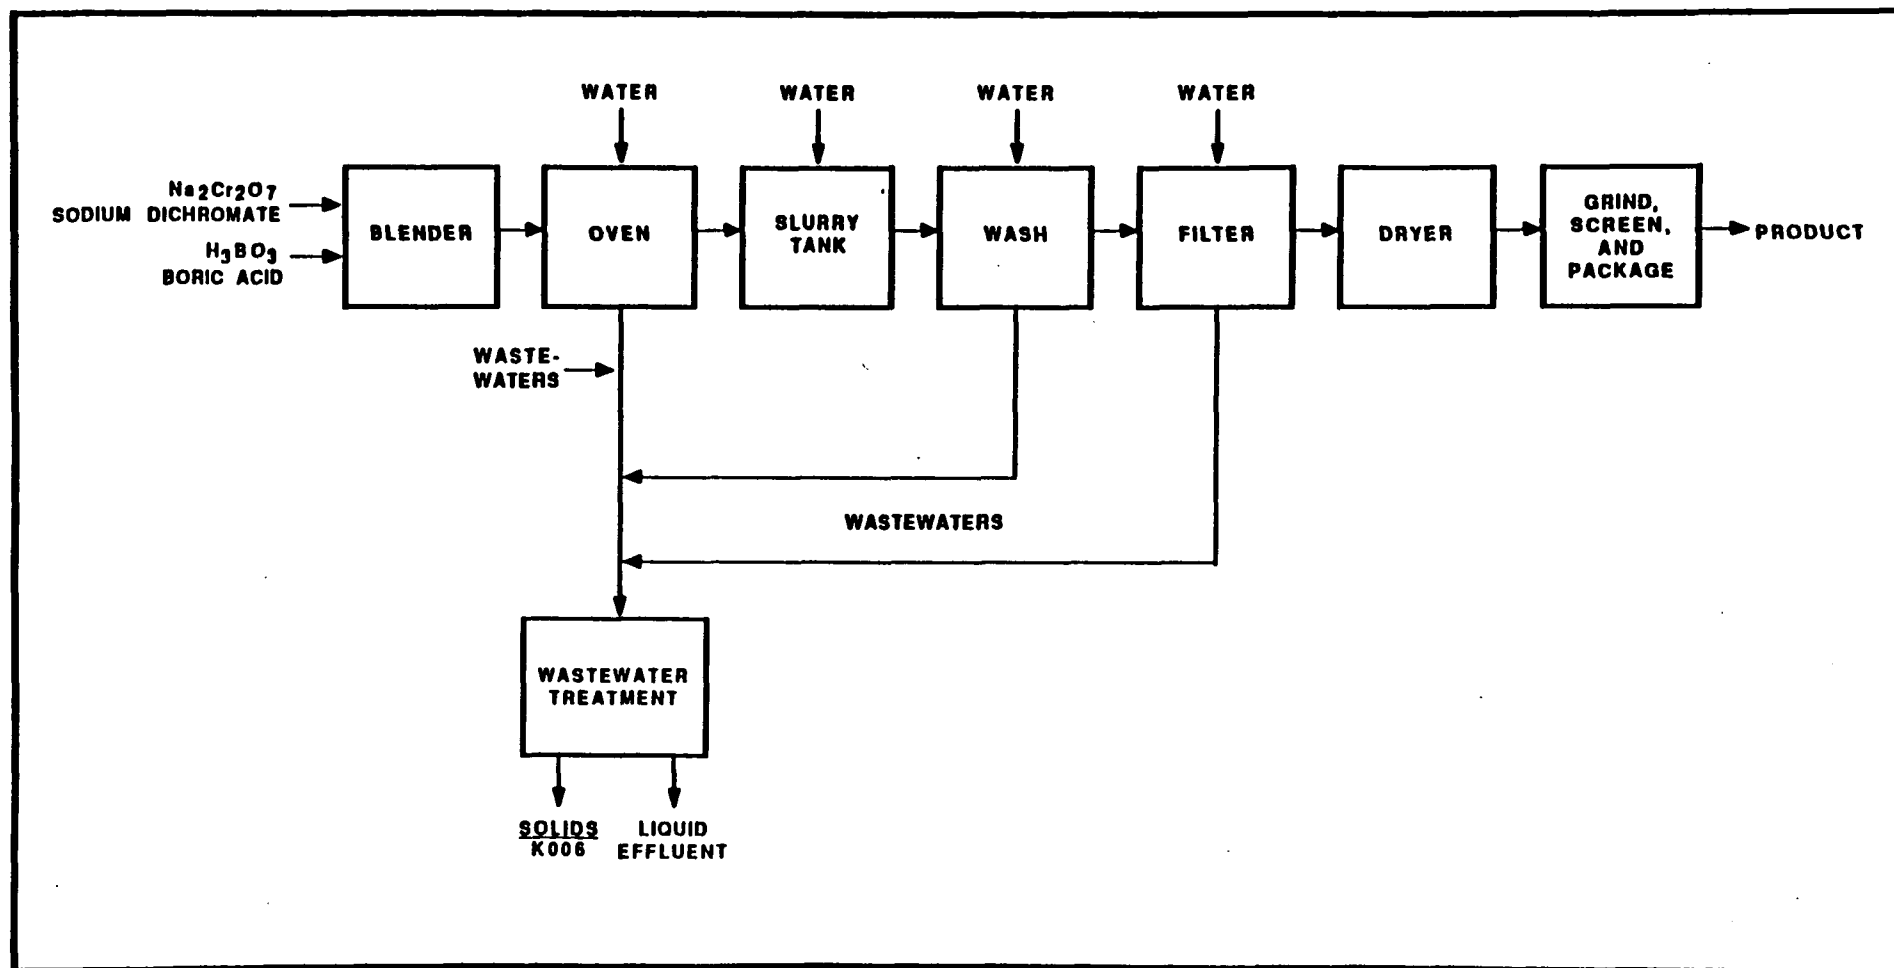 WATER
WATER
WATER
WATER
Na2Cr2O7
SODIUM DICHROMATE
H3BO3
BORIC ACID
BLENDER
OVEN
SLURRY
TANK
WASH
FILTER
DRYER
GRIND,
SCREEN,
AND
PACKAGE
PRODUCT
WASTE-
WATERS
WASTEWATERS
WASTEWATER
TREATMENT
SOLIDS
K006
LIQUID
EFFLUENT